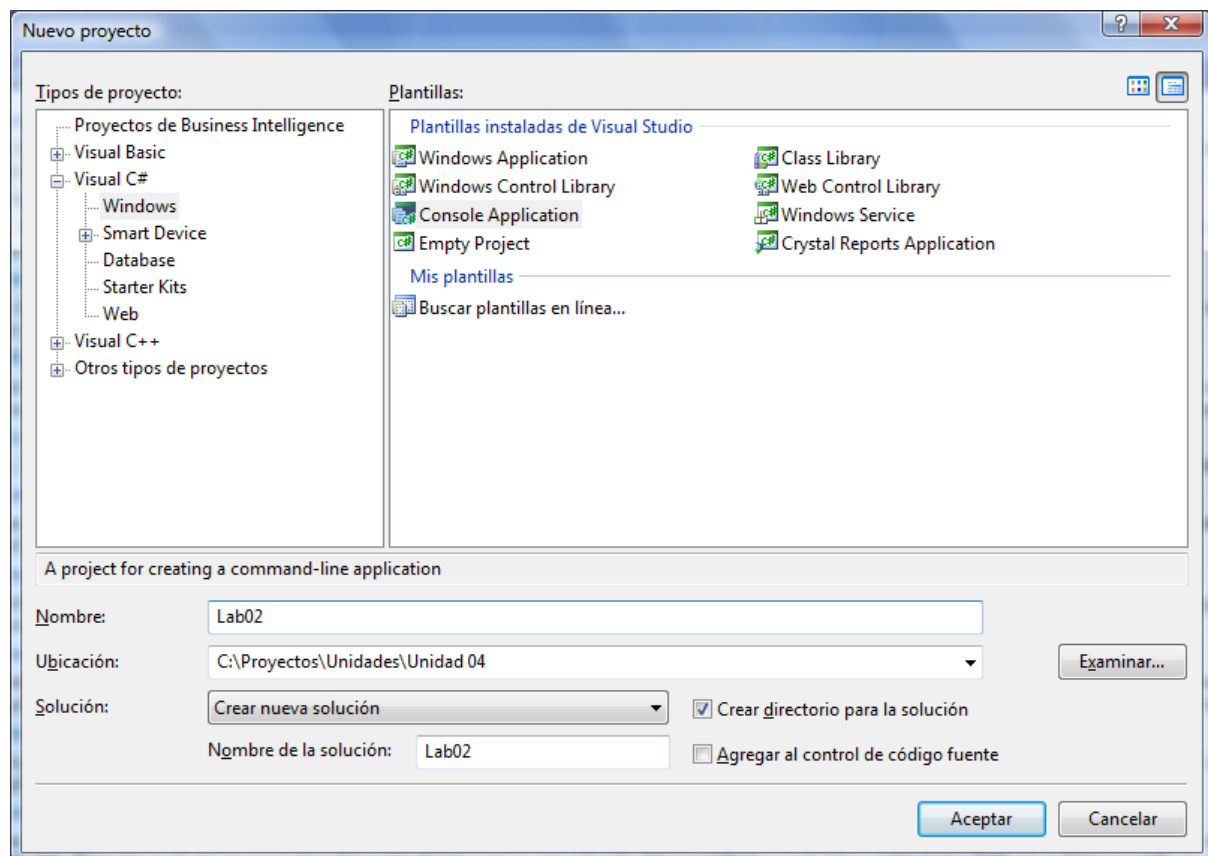 Nuevo proyecto
Tipos de proyecto:
Proyectos de Business Intelligence
Visual Basic
Visual C#
Windows
Smart Device
Database
Starter Kits
Web
Visual C++
Otros tipos de proyectos
Plantillas:
Plantillas instaladas de Visual Studio
Windows Application
Class Library
Windows Control Library
Web Control Library
Console Application
Windows Service
Empty Project
Crystal Reports Application
Mis plantillas
Buscar plantillas en línea...
A project for creating a command-line application
Nombre:
Lab02
Ubicación:
C:\Proyectos\Unidades\Unidad 04
Examinar...
Solución:
Crear nueva solución
Crear directorio para la solución
Nombre de la solución:
Lab02
Agregar al control de código fuente
Aceptar
Cancelar